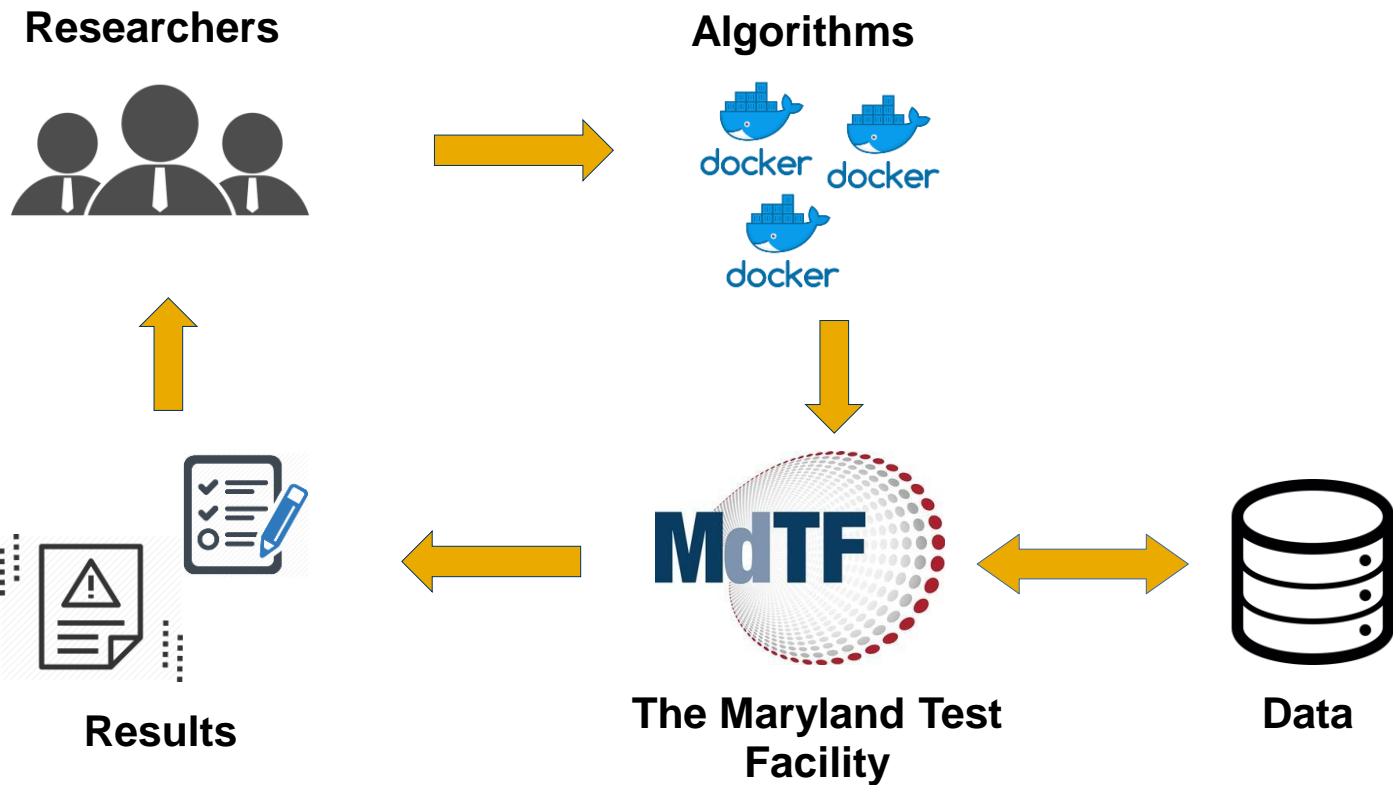 Researchers
Algorithms
docker
docker
docker
MdTF
The Maryland Test
Facility
Data
Results